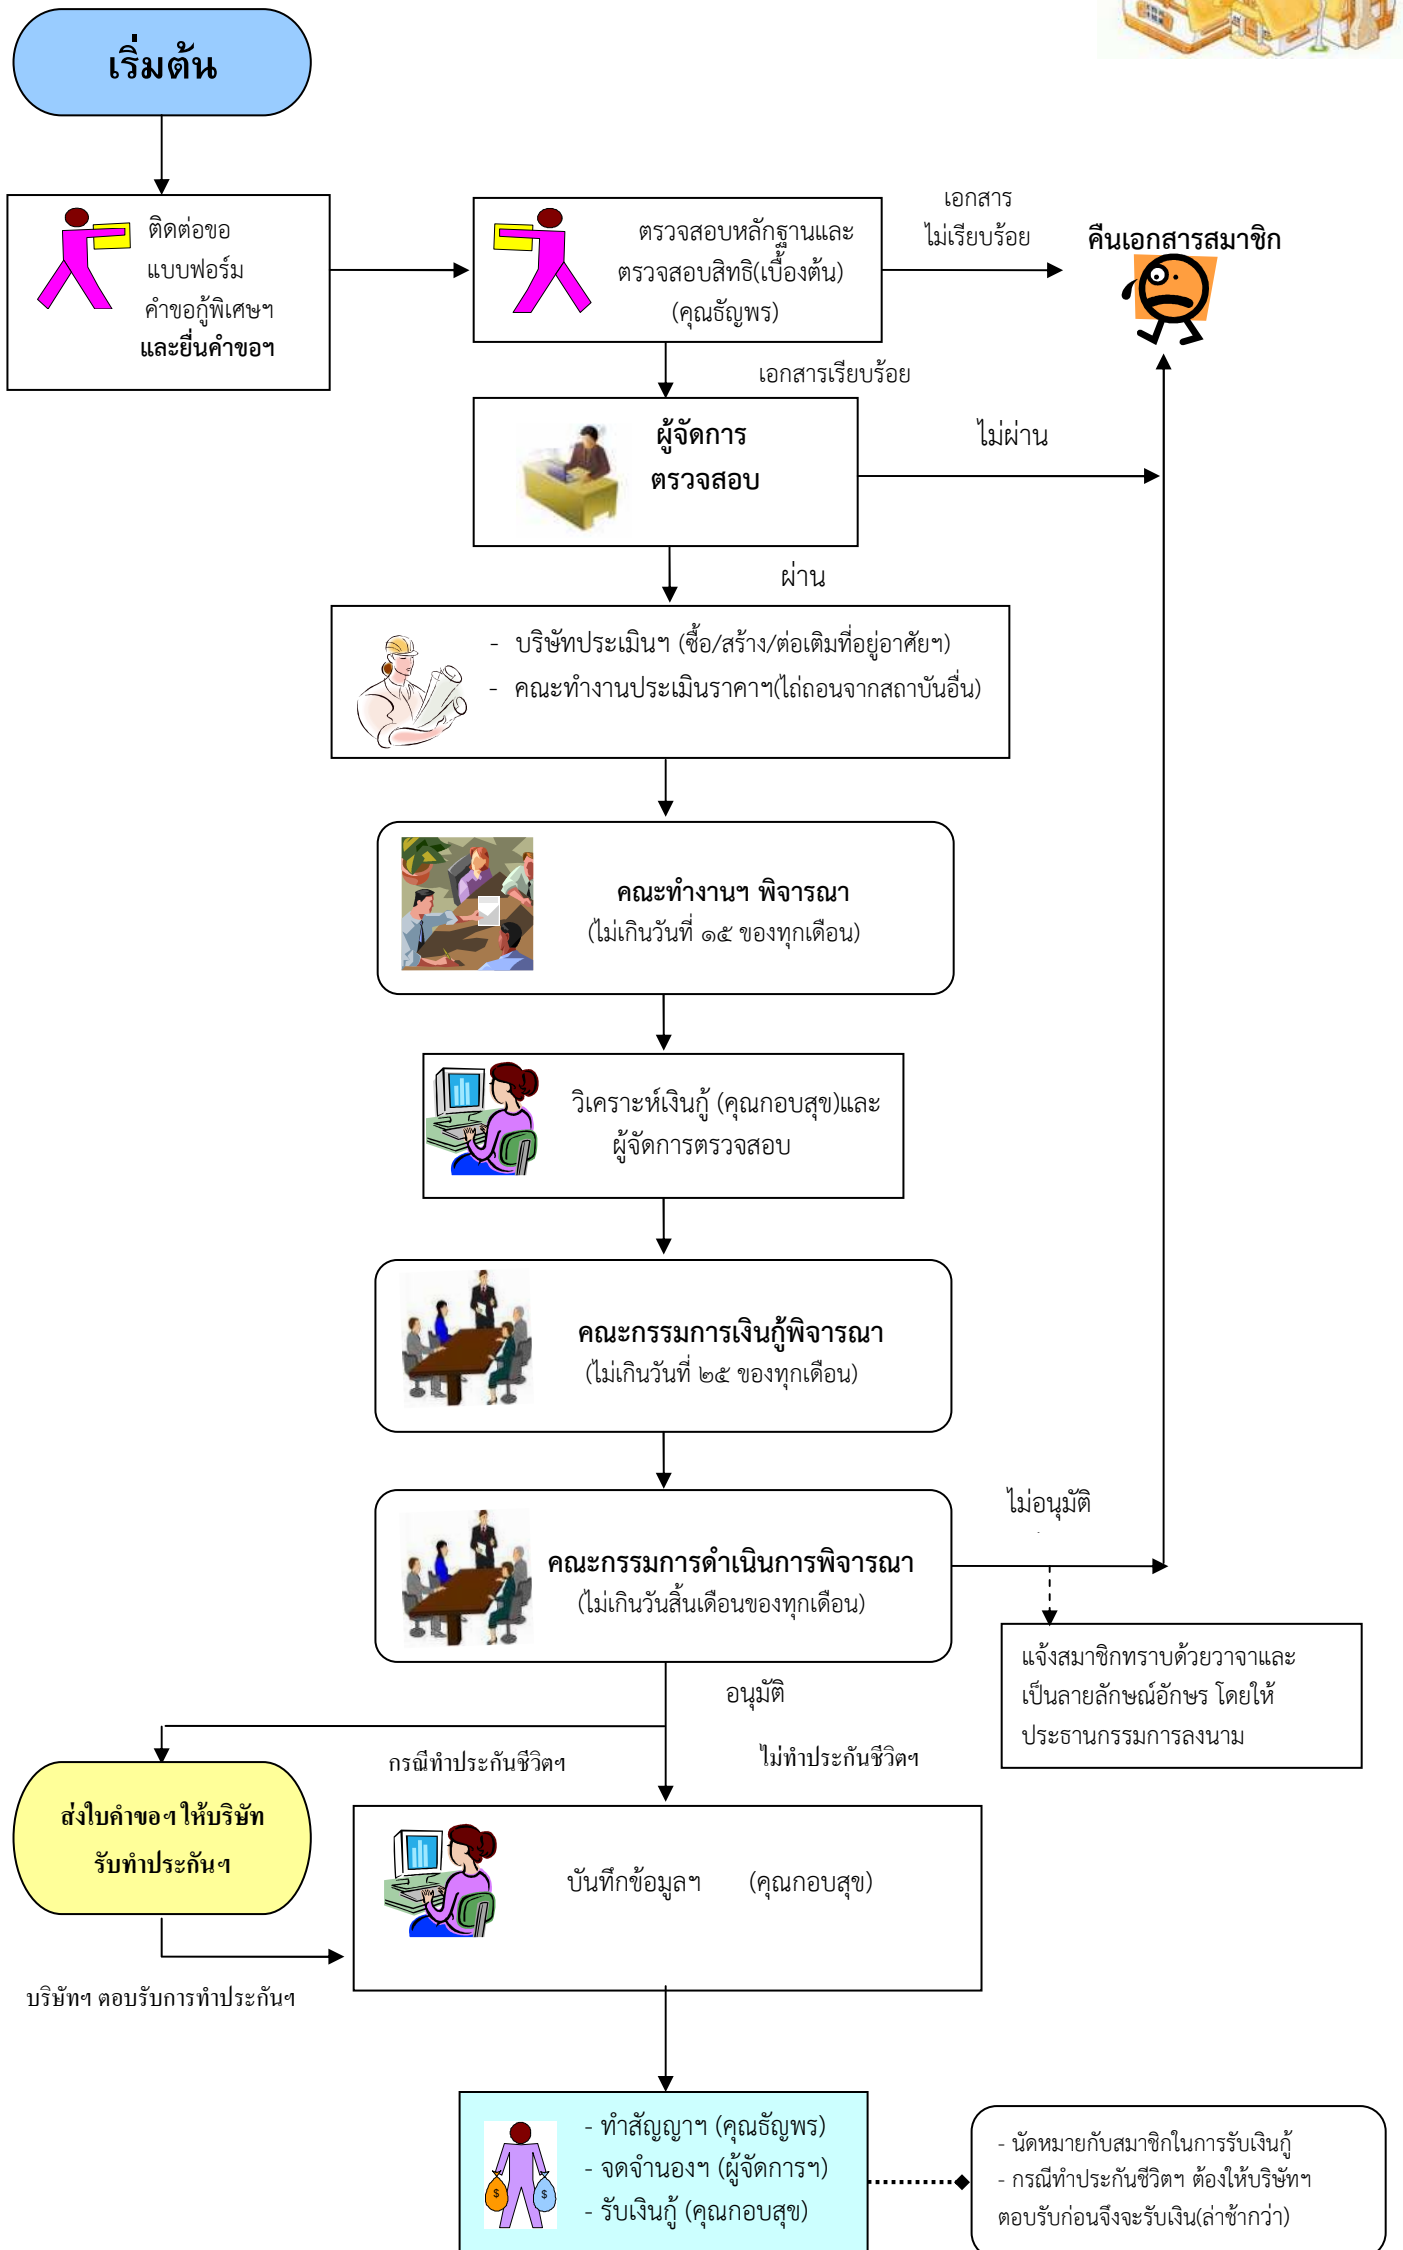 เริ่มต้น
ติดต่อขอ
แบบฟอร์ม
คำขอกู้พิเศษฯ
และยื่นคำขอฯ
ตรวจสอบหลักฐานและ
ตรวจสอบสิทธิ(เบื้องต้น)
(คุณธัญพร)
เอกสาร
ไม่เรียบร้อย
คืนเอกสารสมาชิก
เอกสารเรียบร้อย
ผู้จัดการ
ตรวจสอบ
ไม่ผ่าน
ผ่าน
- บริษัทประเมินฯ (ซื้อ/สร้าง/ต่อเติมที่อยู่อาศัยฯ)
- คณะทำงานประเมินราคาฯ(ไถ่ถอนจากสถาบันอื่น)
คณะทำงานฯ พิจารณา
(ไม่เกินวันที่ ๑๕ ของทุกเดือน)
วิเคราะห์เงินกู้ (คุณกอบสุข)และ
ผู้จัดการตรวจสอบ
คณะกรรมการเงินกู้พิจารณา
(ไม่เกินวันที่ ๒๕ ของทุกเดือน)
คณะกรรมการดำเนินการพิจารณา
(ไม่เกินวันสิ้นเดือนของทุกเดือน)
ไม่อนุมัติ
แจ้งสมาชิกทราบด้วยวาจาและ
เป็นลายลักษณ์อักษร โดยให้
ประธานกรรมการลงนาม
อนุมัติ
กรณีทำประกันชีวิตฯ
ไม่ทำประกันชีวิตฯ
ส่งใบคำขอฯ ให้บริษัท
รับทำประกันฯ
บันทึกข้อมูลฯ (คุณกอบสุข)
บริษัทฯ ตอบรับการทำประกันฯ
- ทำสัญญาฯ (คุณธัญพร)
- จดจำนองฯ (ผู้จัดการฯ)
- รับเงินกู้ (คุณกอบสุข)
$ $
- นัดหมายกับสมาชิกในการรับเงินกู้
- กรณีทำประกันชีวิตฯ ต้องให้บริษัทฯ
ตอบรับก่อนจึงจะรับเงิน(ล่าช้ากว่า)